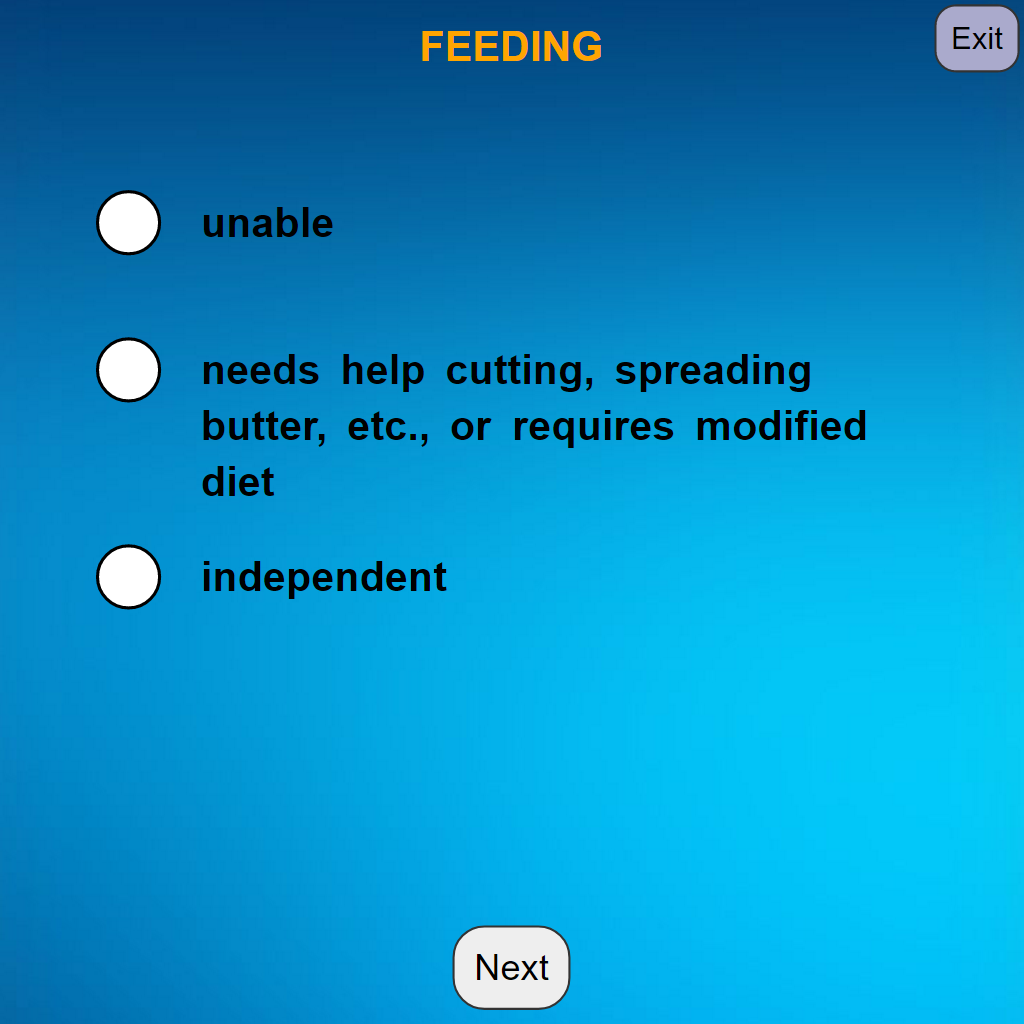 FEEDING
Exit
unable
needs help cutting, spreading
butter, etc., or requires modified
diet
independent
Next